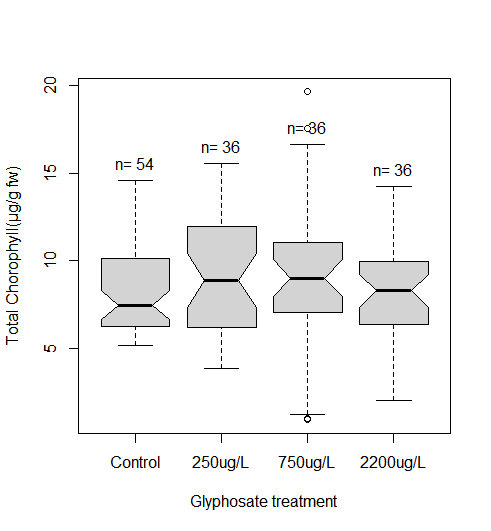 20
15
10
5
Total Chorophyll(µg/g fw)
n= 54
n= 36
n= 36
n= 36
Control
250ug/L
750ug/L
2200ug/L
Glyphosate treatment